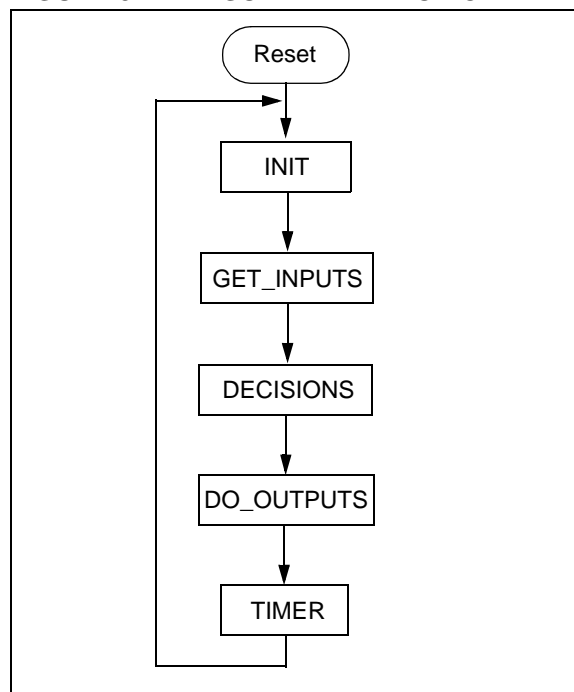 Reset
INIT
GET_INPUTS
DECISIONS
DO_OUTPUTS
TIMER